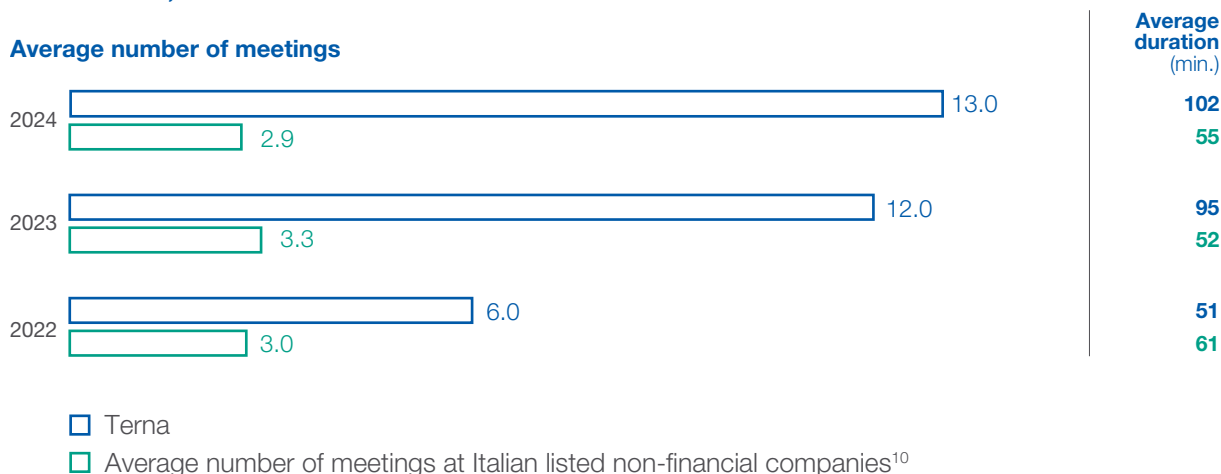 Average number of meetings
Average
duration
(min.)
2024
13.0
102
2.9
55
2023
12.0
95
3.3
52
2022
6.0
51
3.0
61
Terna
Average number of meetings at Italian listed non-financial companies¹⁰